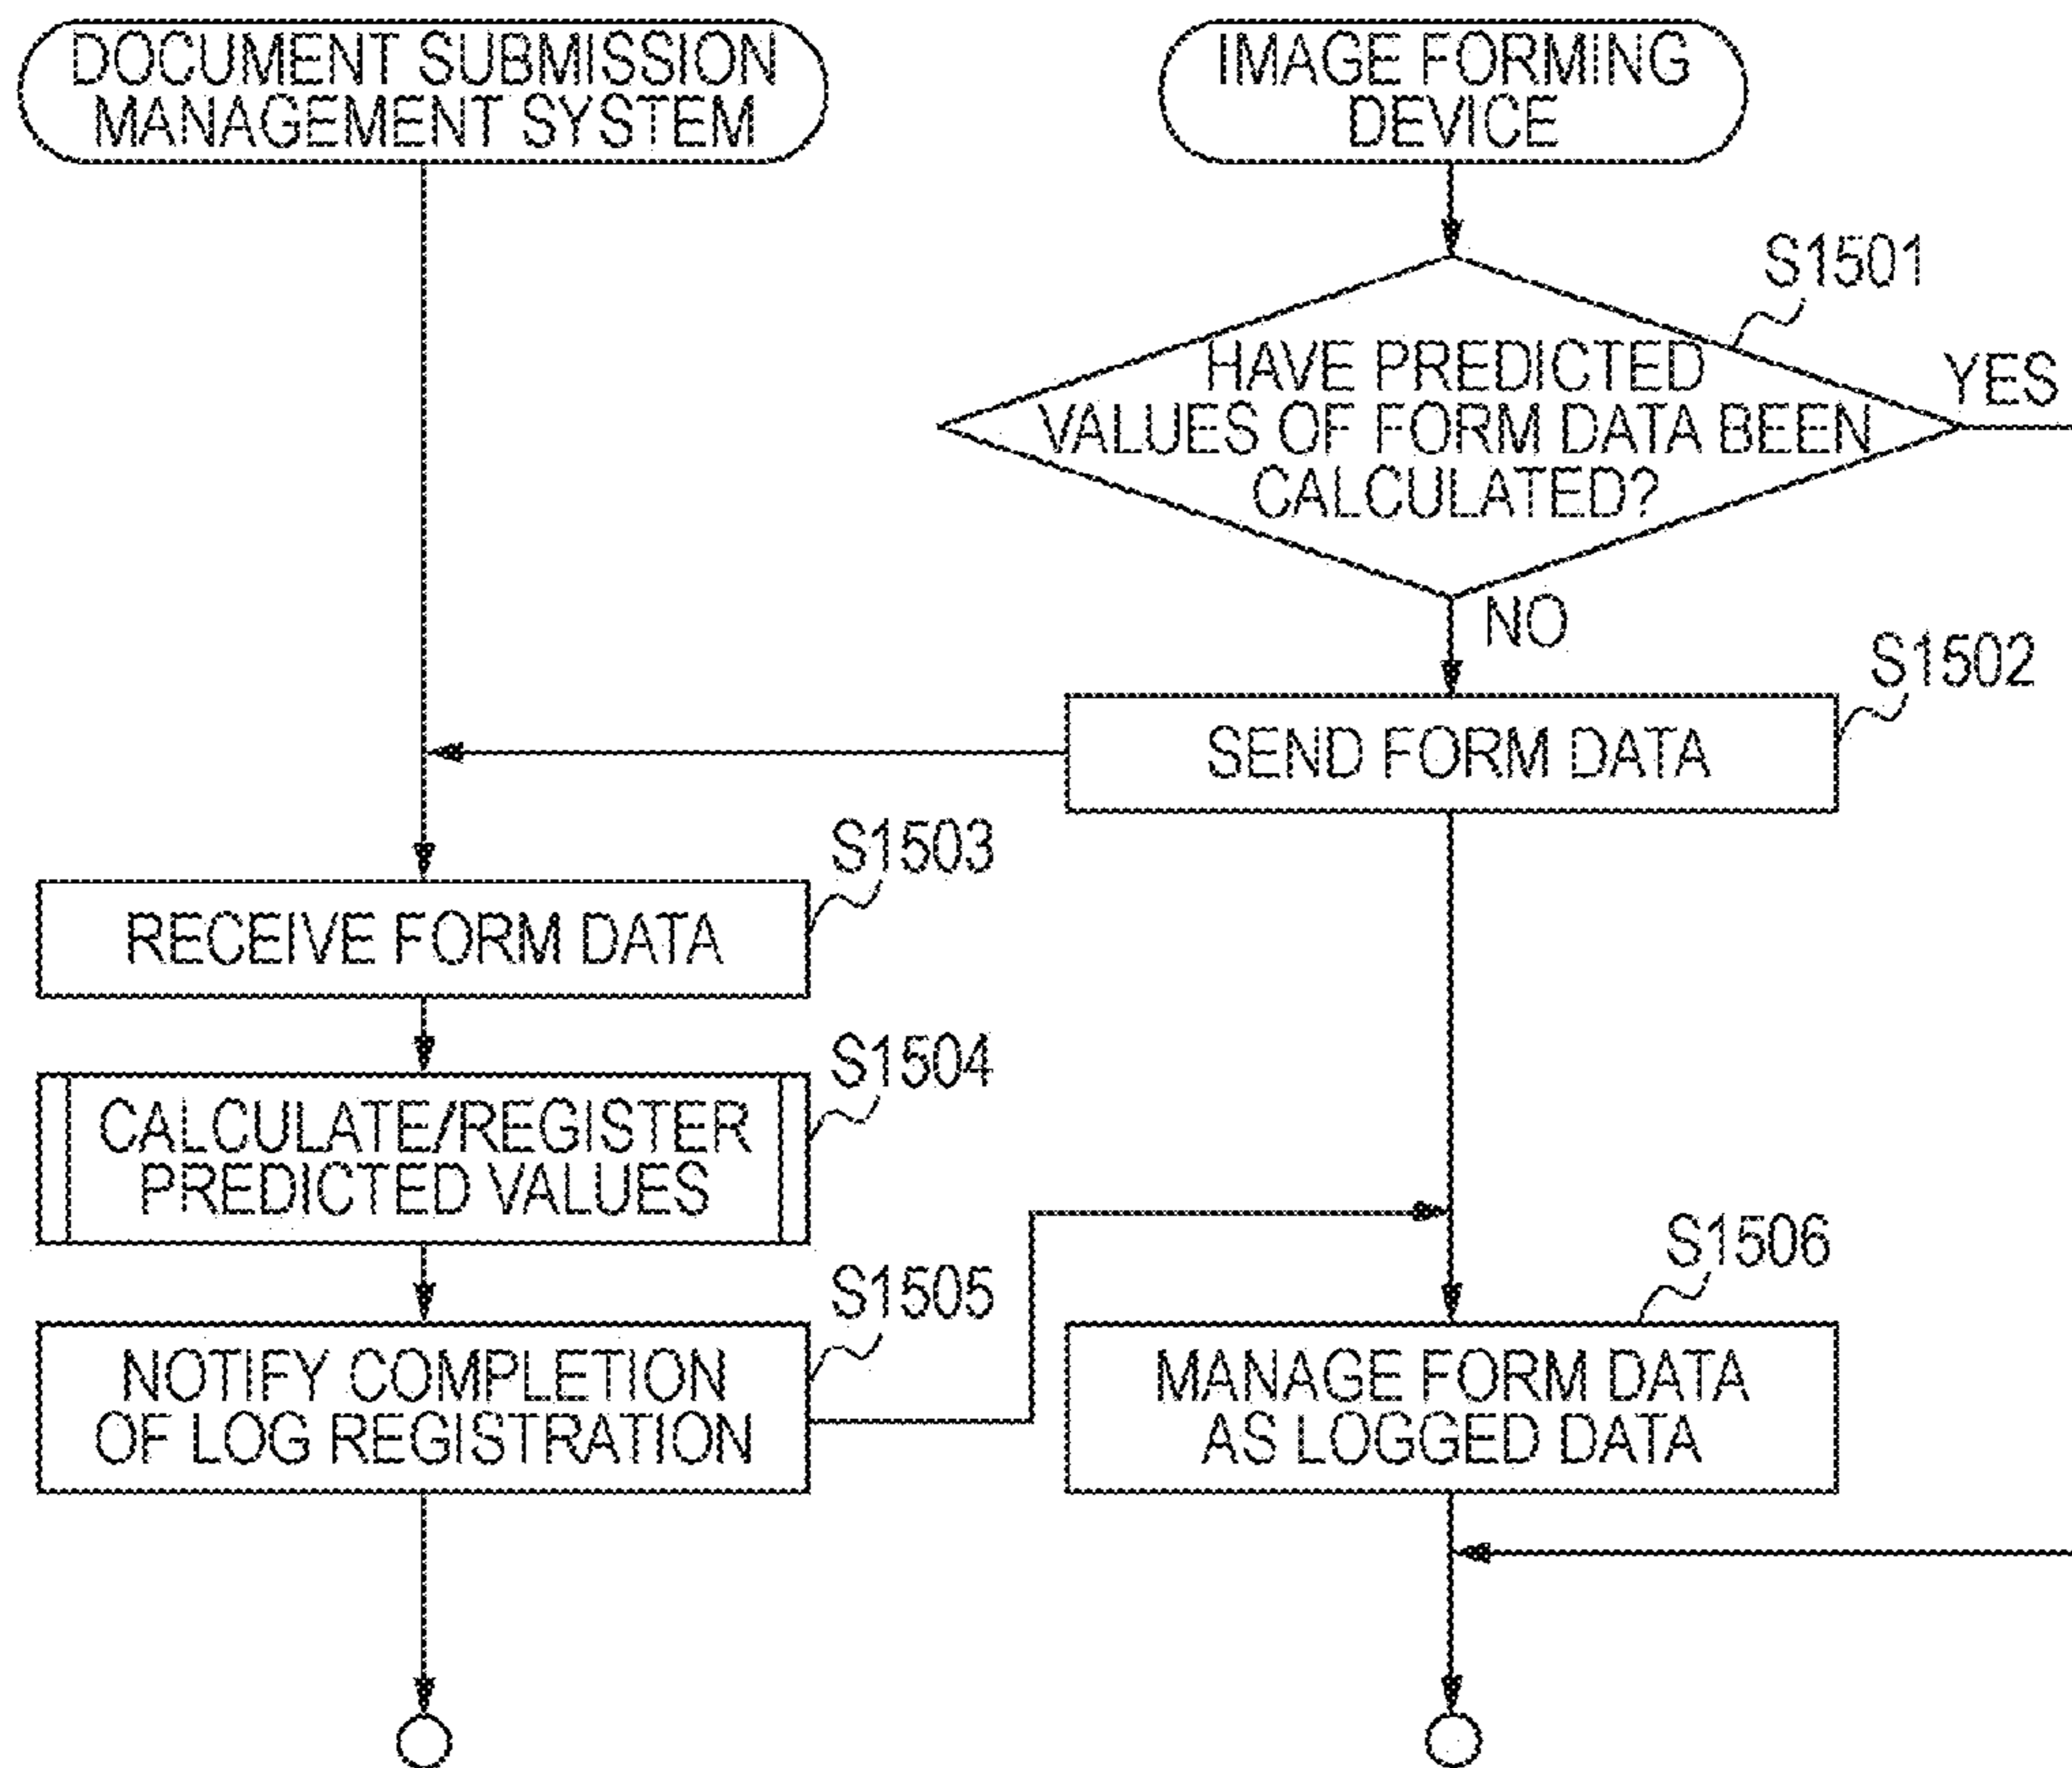 DOCUMENT SUBMISSION
MANAGEMENT SYSTEM
IMAGE FORMING
DEVICE
S1501
HAVE PREDICTED
VALUES OF FORM DATA BEEN
CALCULATED?
YES
NO
S1502
SEND FORM DATA
S1503
RECEIVE FORM DATA
S1504
CALCULATE/REGISTER
PREDICTED VALUES
S1505
NOTIFY COMPLETION
OF LOG REGISTRATION
S1506
MANAGE FORM DATA
AS LOGGED DATA